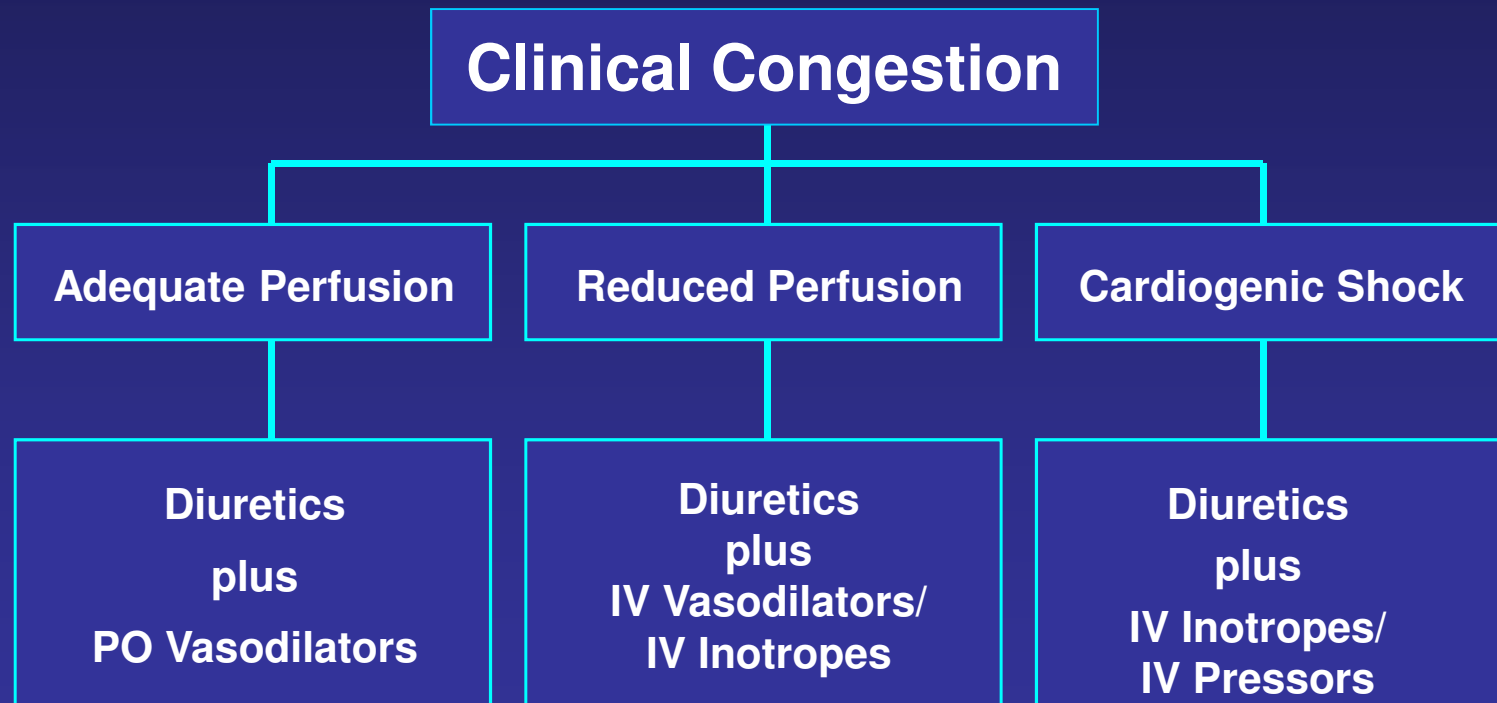 Clinical Congestion
Adequate Perfusion
Reduced Perfusion
Cardiogenic Shock
Diuretics
plus
PO Vasodilators
Diuretics
plus
IV Vasodilators/
IV Inotropes
Diuretics
plus
IV Inotropes/
IV Pressors